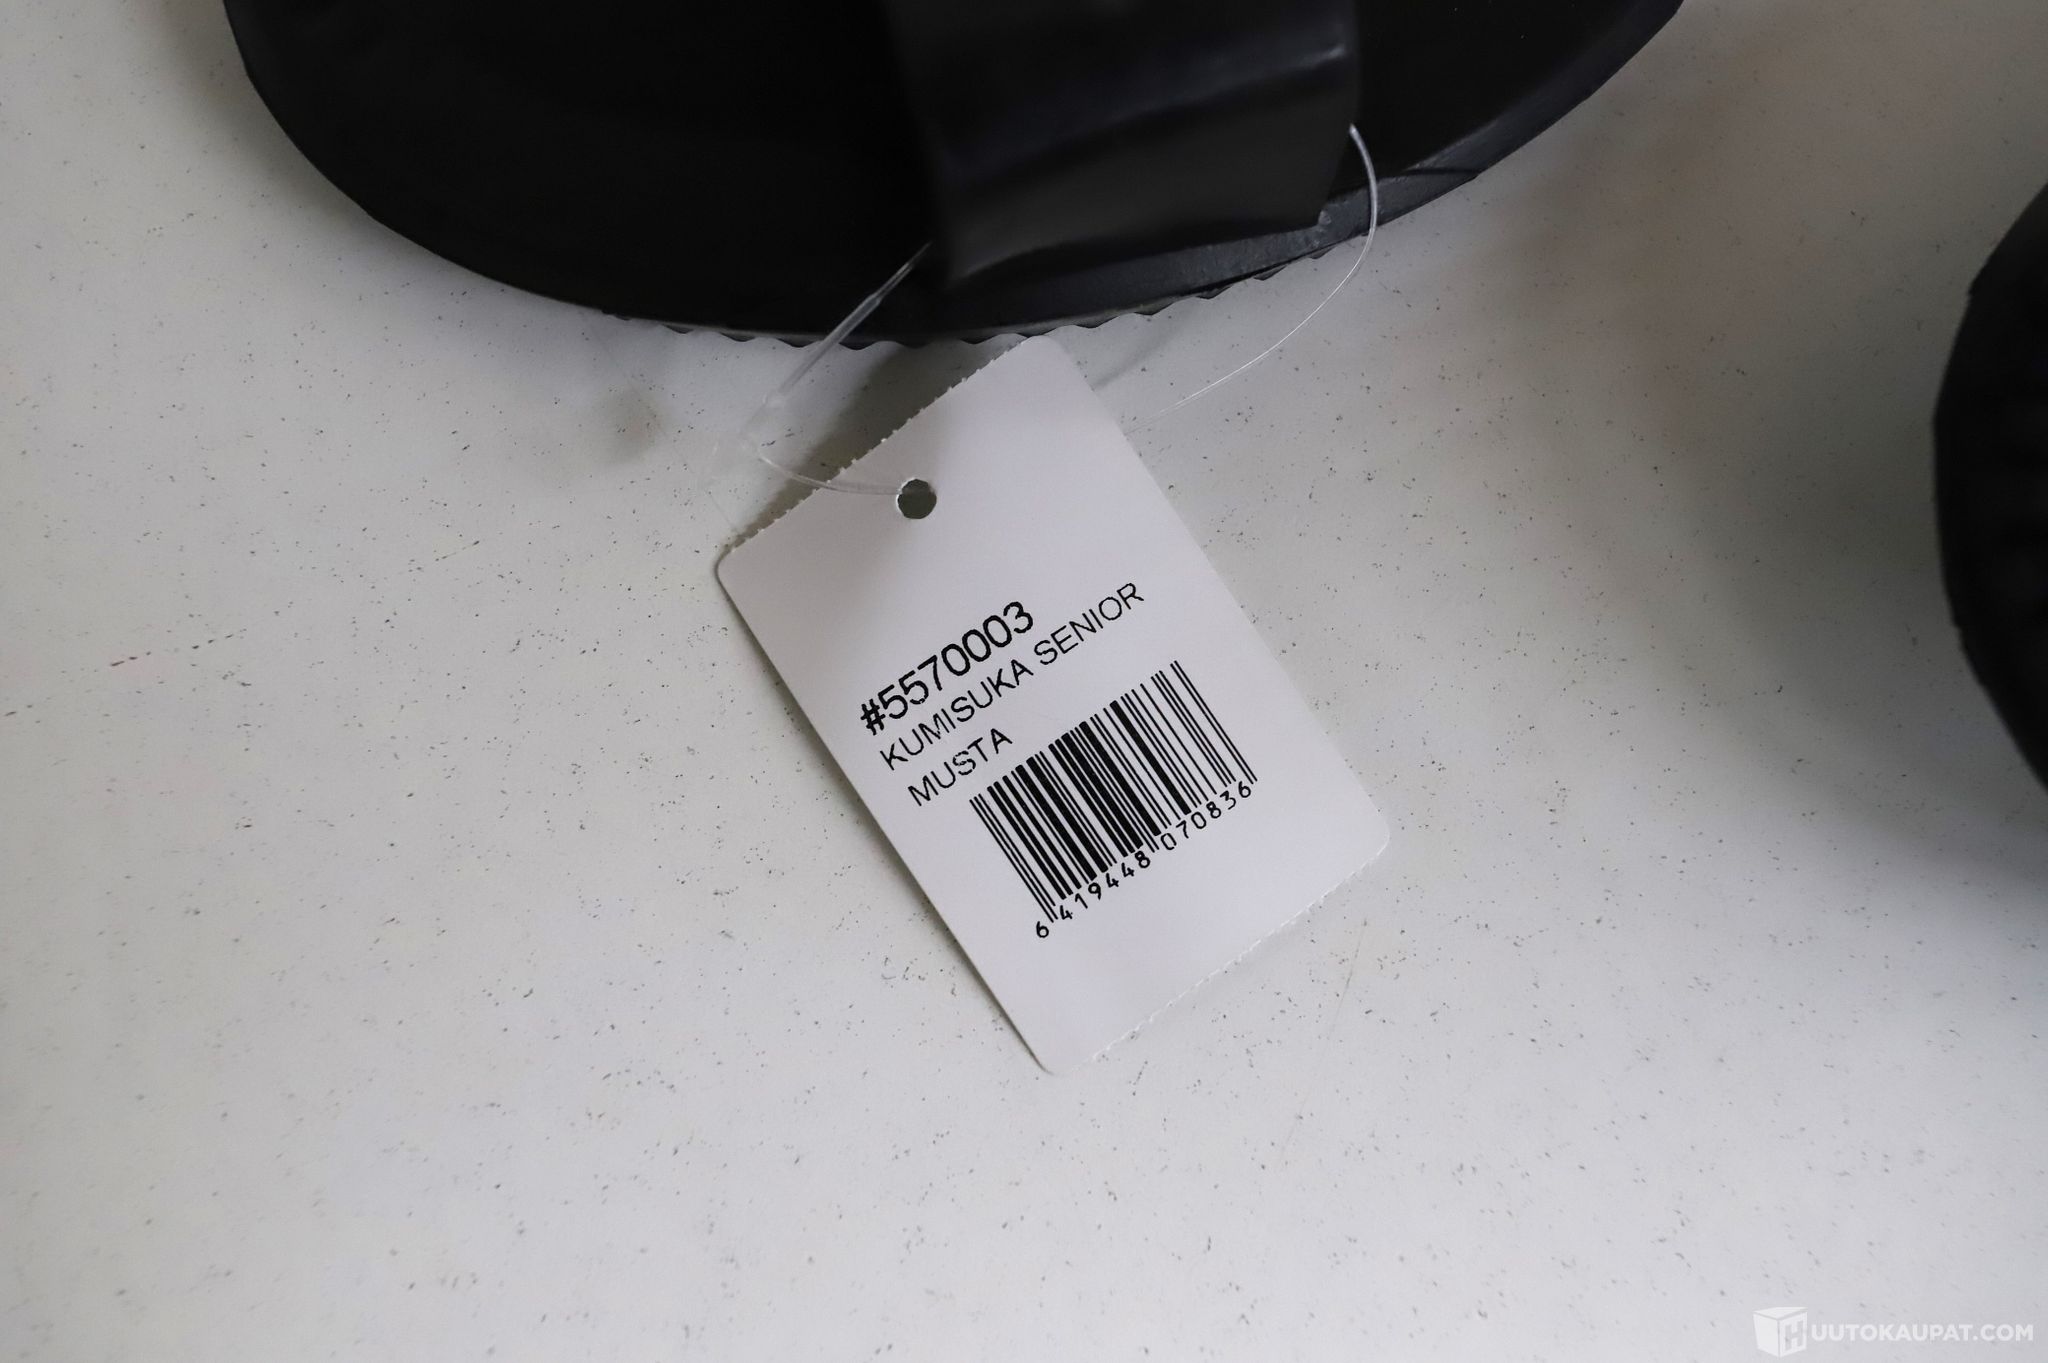 #5570003
KUMISUKA SENIOR
MUSTA
6 419448 070836
HUUTOKAUPAT.COM